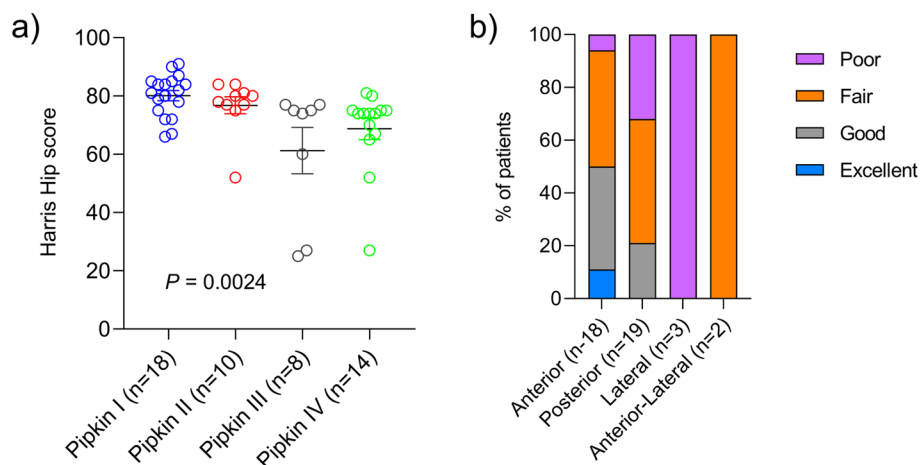 a)
Harris Hip score
100
80
60
40
20
0
P = 0.0024
Pipkin I (n=18)
Pipkin II (n=10)
Pipkin III (n=8)
Pipkin IV (n=14)
b)
% of patients
100
80
60
40
20
0
Anterior (n-18)
Posterior (n=19)
Lateral (n=3)
Anterior-Lateral (n=2)
Poor
Fair
Good
Excellent